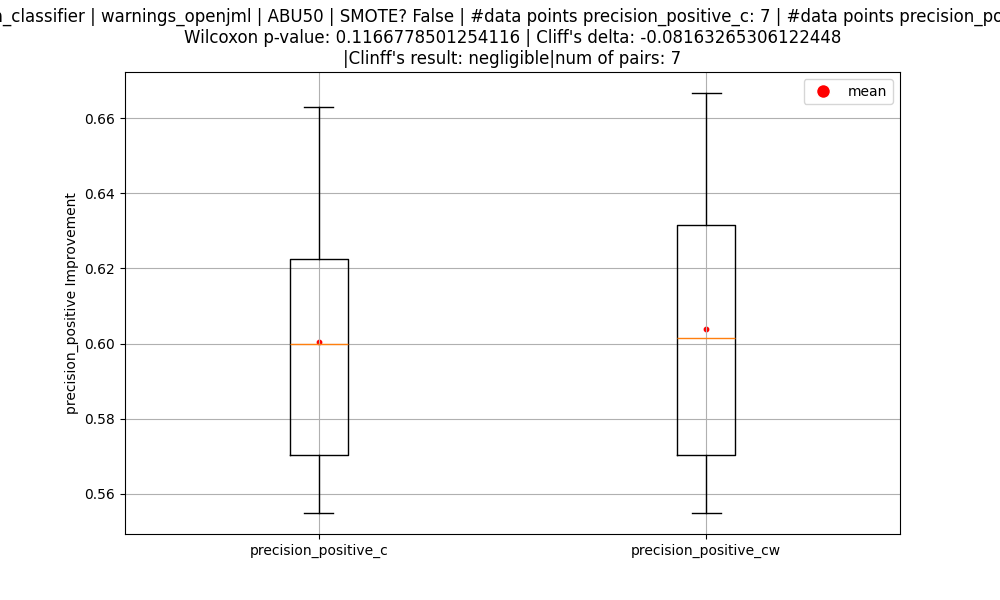 _classifier | warnings_openjml | ABU50 | SMOTE? False | #data points precision_positive_c: 7 | #data points
Wilcoxon p-value: 0.1166778501254116 | Cliff's delta: -0.08163265306122448
|Clinff's result: negligible|num of pairs: 7
mean
0.66
0.64
0.62
0.60
0.58
0.56
precision_positive Improvement
precision_positive_c
precision_positive_cw